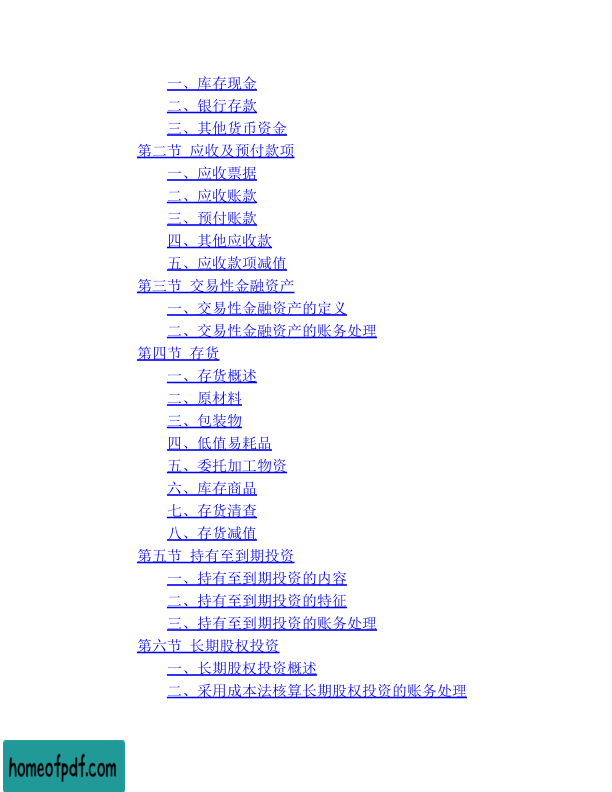 一、库存现金
二、银行存款
三、其他货币资金
第二节 应收及预付款项
一、应收票据
二、应收账款
三、预付账款
四、其他应收款
五、应收款项减值
第三节 交易性金融资产
一、交易性金融资产的定义
二、交易性金融资产的账务处理
第四节 存货
一、存货概述
二、原材料
三、包装物
四、低值易耗品
五、委托加工物资
六、库存商品
七、存货清查
八、存货减值
第五节 持有至到期投资
一、持有至到期投资的内容
二、持有至到期投资的特征
三、持有至到期投资的账务处理
第六节 长期股权投资
一、长期股权投资概述
二、采用成本法核算长期股权投资的账务处理
homeofpdf.com